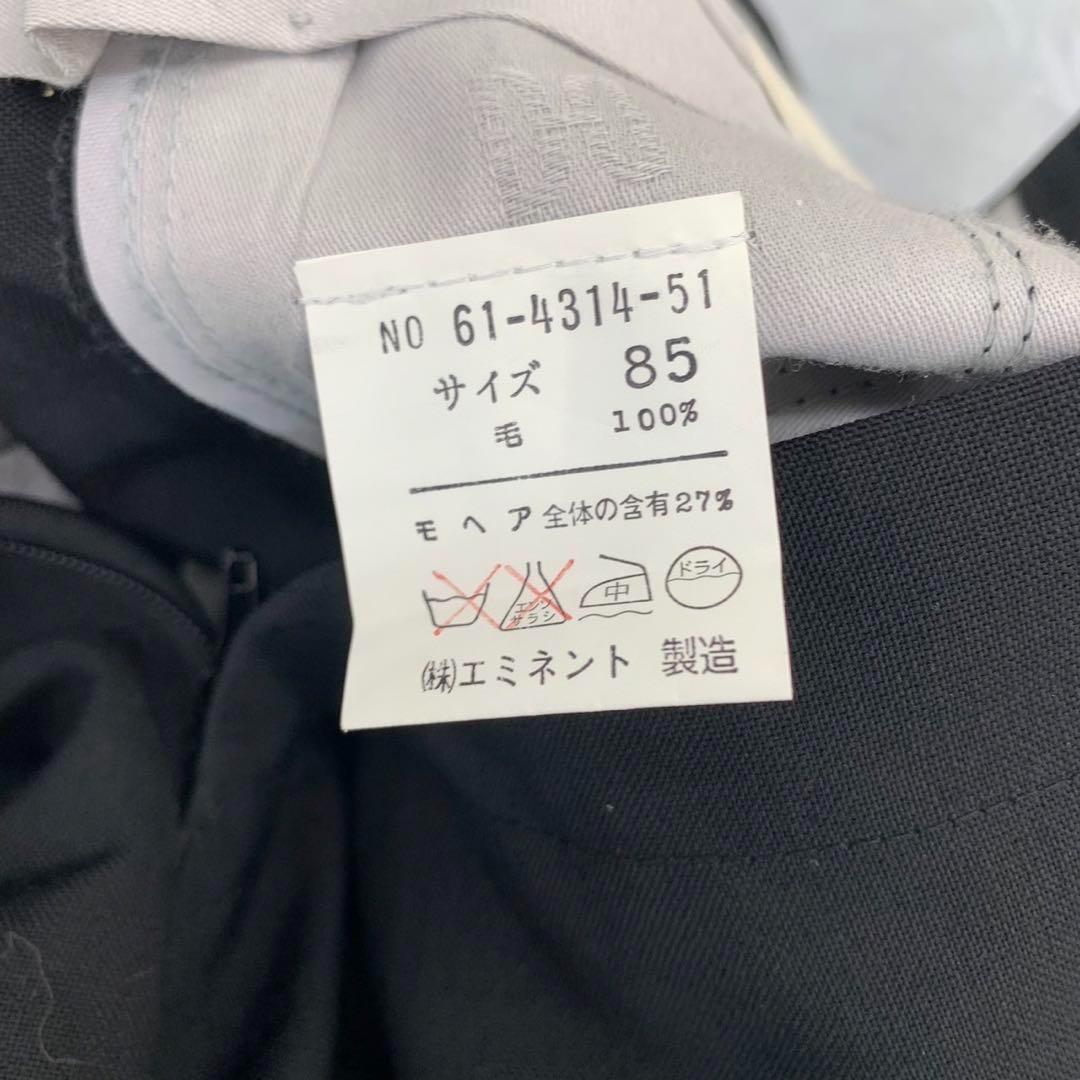 NO 61-4314-51
サイズ 85
毛 100%
モヘア 全体の含有27%
エンソ
サラシ
中
ドライ
㈱エミネント 製造